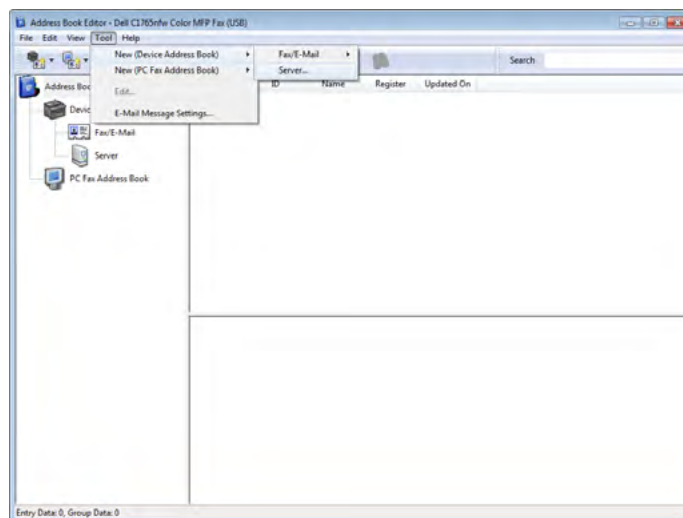 Address Book Editor - Dell C1765nfw Color MFP Fax (USB)
File Edit View Tool Help
New (Device Address Book) Fax/E-Mail
New (PC Fax Address Book) Server...
Edit...
E-Mail Message Settings...
Search
Address Boo
ID Name Register Updated On
Devic
Fax/E-Mail
Server
PC Fax Address Book
Entry Data: 0, Group Data: 0